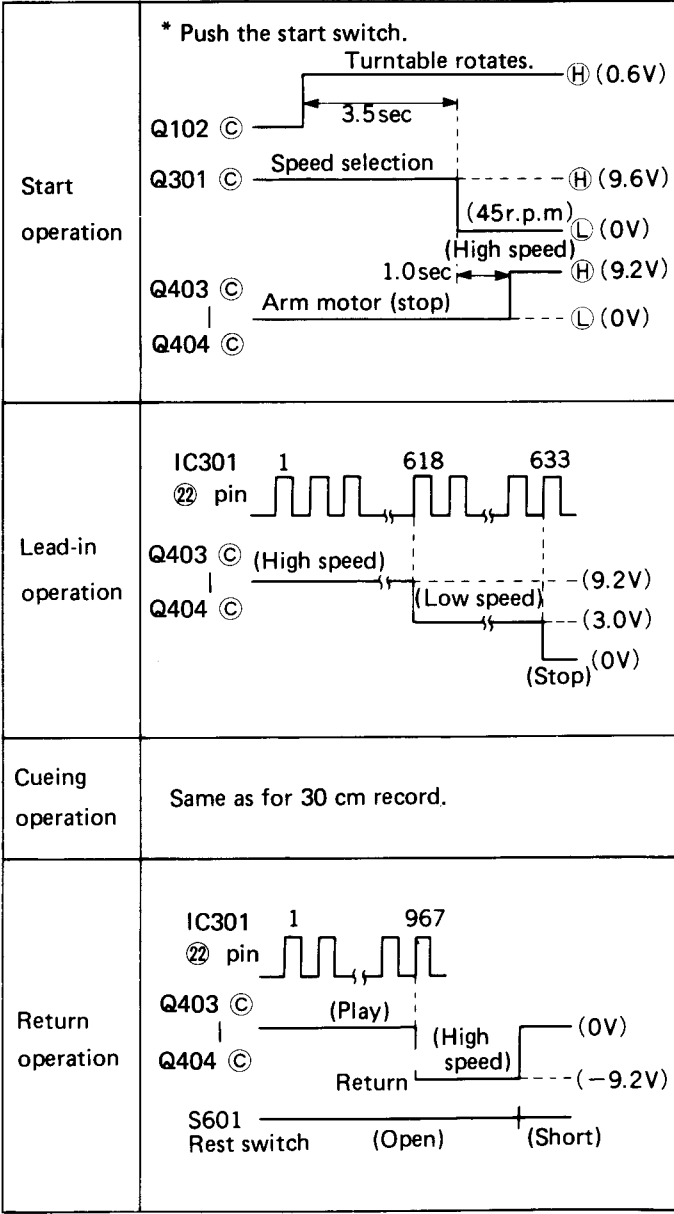 * Push the start switch.
Turntable rotates.
Ⓗ (0.6V)
3.5sec
Q102 Ⓒ
Start operation
Q301 Ⓒ
Speed selection
Ⓗ (9.6V)
(45r.p.m)
Ⓛ (0V)
(High speed)
1.0sec
Ⓗ (9.2V)
Q403 Ⓒ
Arm motor (stop)
Ⓛ (0V)
Q404 Ⓒ
Lead-in operation
IC301 1 618 633
㉒ pin
Q403 Ⓒ
(High speed)
(9.2V)
Q404 Ⓒ
(Low speed)
(3.0V)
(0V)
(Stop)
Cueing operation
Same as for 30 cm record.
Return operation
IC301 1 967
㉒ pin
Q403 Ⓒ
(Play)
(0V)
(High speed)
Q404 Ⓒ
Return
(−9.2V)
S601
Rest switch (Open) (Short)